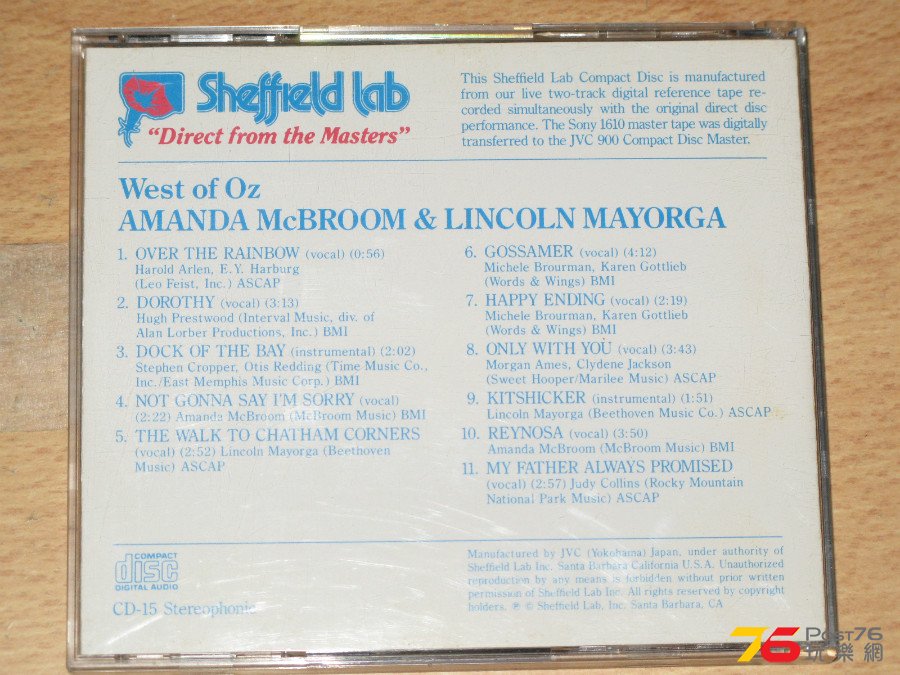 Sheffield Lab
"Direct from the Masters"
This Sheffield Lab Compact Disc is manufactured
from our live two-track digital reference tape re-
corded simultaneously with the original direct disc
performance. The Sony 1610 master tape was digitally
transferred to the JVC 900 Compact Disc Master.
West of Oz
AMANDA McBROOM & LINCOLN MAYORGA
1. OVER THE RAINBOW (vocal) (0:56)
Harold Arlen, E.Y. Harburg
(Leo Feist, Inc.) ASCAP
2. DOROTHY (vocal) (3:13)
Hugh Prestwood (Interval Music, div. of
Alan Lorber Productions, Inc.) BMI
3. DOCK OF THE BAY (instrumental) (2:02)
Stephen Cropper, Otis Redding (Time Music Co.,
Inc./East Memphis Music Corp.) BMI
4. NOT GONNA SAY I'M SORRY (vocal)
(2:22) Amanda McBroom (McBroom Music) BMI
5. THE WALK TO CHATHAM CORNERS
(vocal) (2:52) Lincoln Mayorga (Beethoven
Music) ASCAP
6. GOSSAMER (vocal) (4:12)
Michele Brourman, Karen Gottlieb
(Words & Wings) BMI
7. HAPPY ENDING (vocal) (2:19)
Michele Brourman, Karen Gottlieb
(Words & Wings) BMI
8. ONLY WITH YOU (vocal) (3:43)
Morgan Ames, Clydene Jackson
(Sweet Hooper/Marilee Music) ASCAP
9. KITSHICKER (instrumental) (1:51)
Lincoln Mayorga (Beethoven Music Co.) ASCAP
10. REYNOSA (vocal) (3:50)
Amanda McBroom (McBroom Music) BMI
11. MY FATHER ALWAYS PROMISED
(vocal) (2:57) Judy Collins (Rocky Mountain
National Park Music) ASCAP
COMPACT
disc
DIGITAL AUDIO
CD-15 Stereophonic
Manufactured by JVC (Yokohama) Japan, under authority of
Sheffield Lab Inc. Santa Barbara California U.S.A. Unauthorized
reproduction by any means is forbidden without prior written
permission of Sheffield Lab Inc. All rights reserved by copyright
holders. ℗ © Sheffield Lab, Inc. Santa Barbara, CA
76 Post76
玩樂網